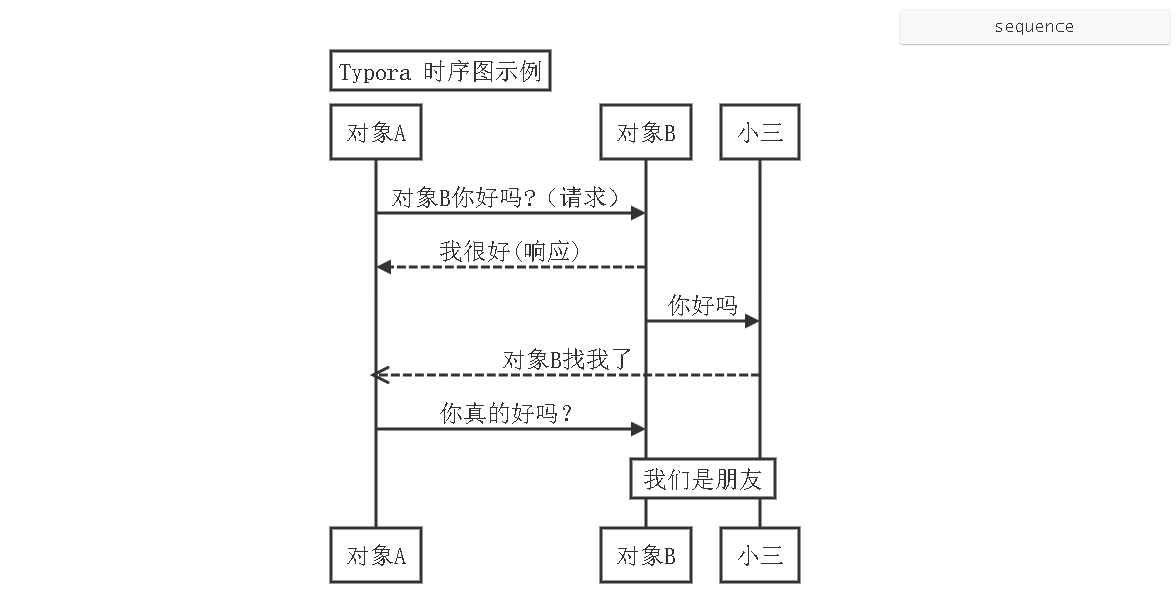 sequence
Typora 时序图示例
对象A
对象B
小三
对象B你好吗?（请求）
我很好(响应)
你好吗
对象B找我了
你真的好吗？
我们是朋友
对象A
对象B
小三